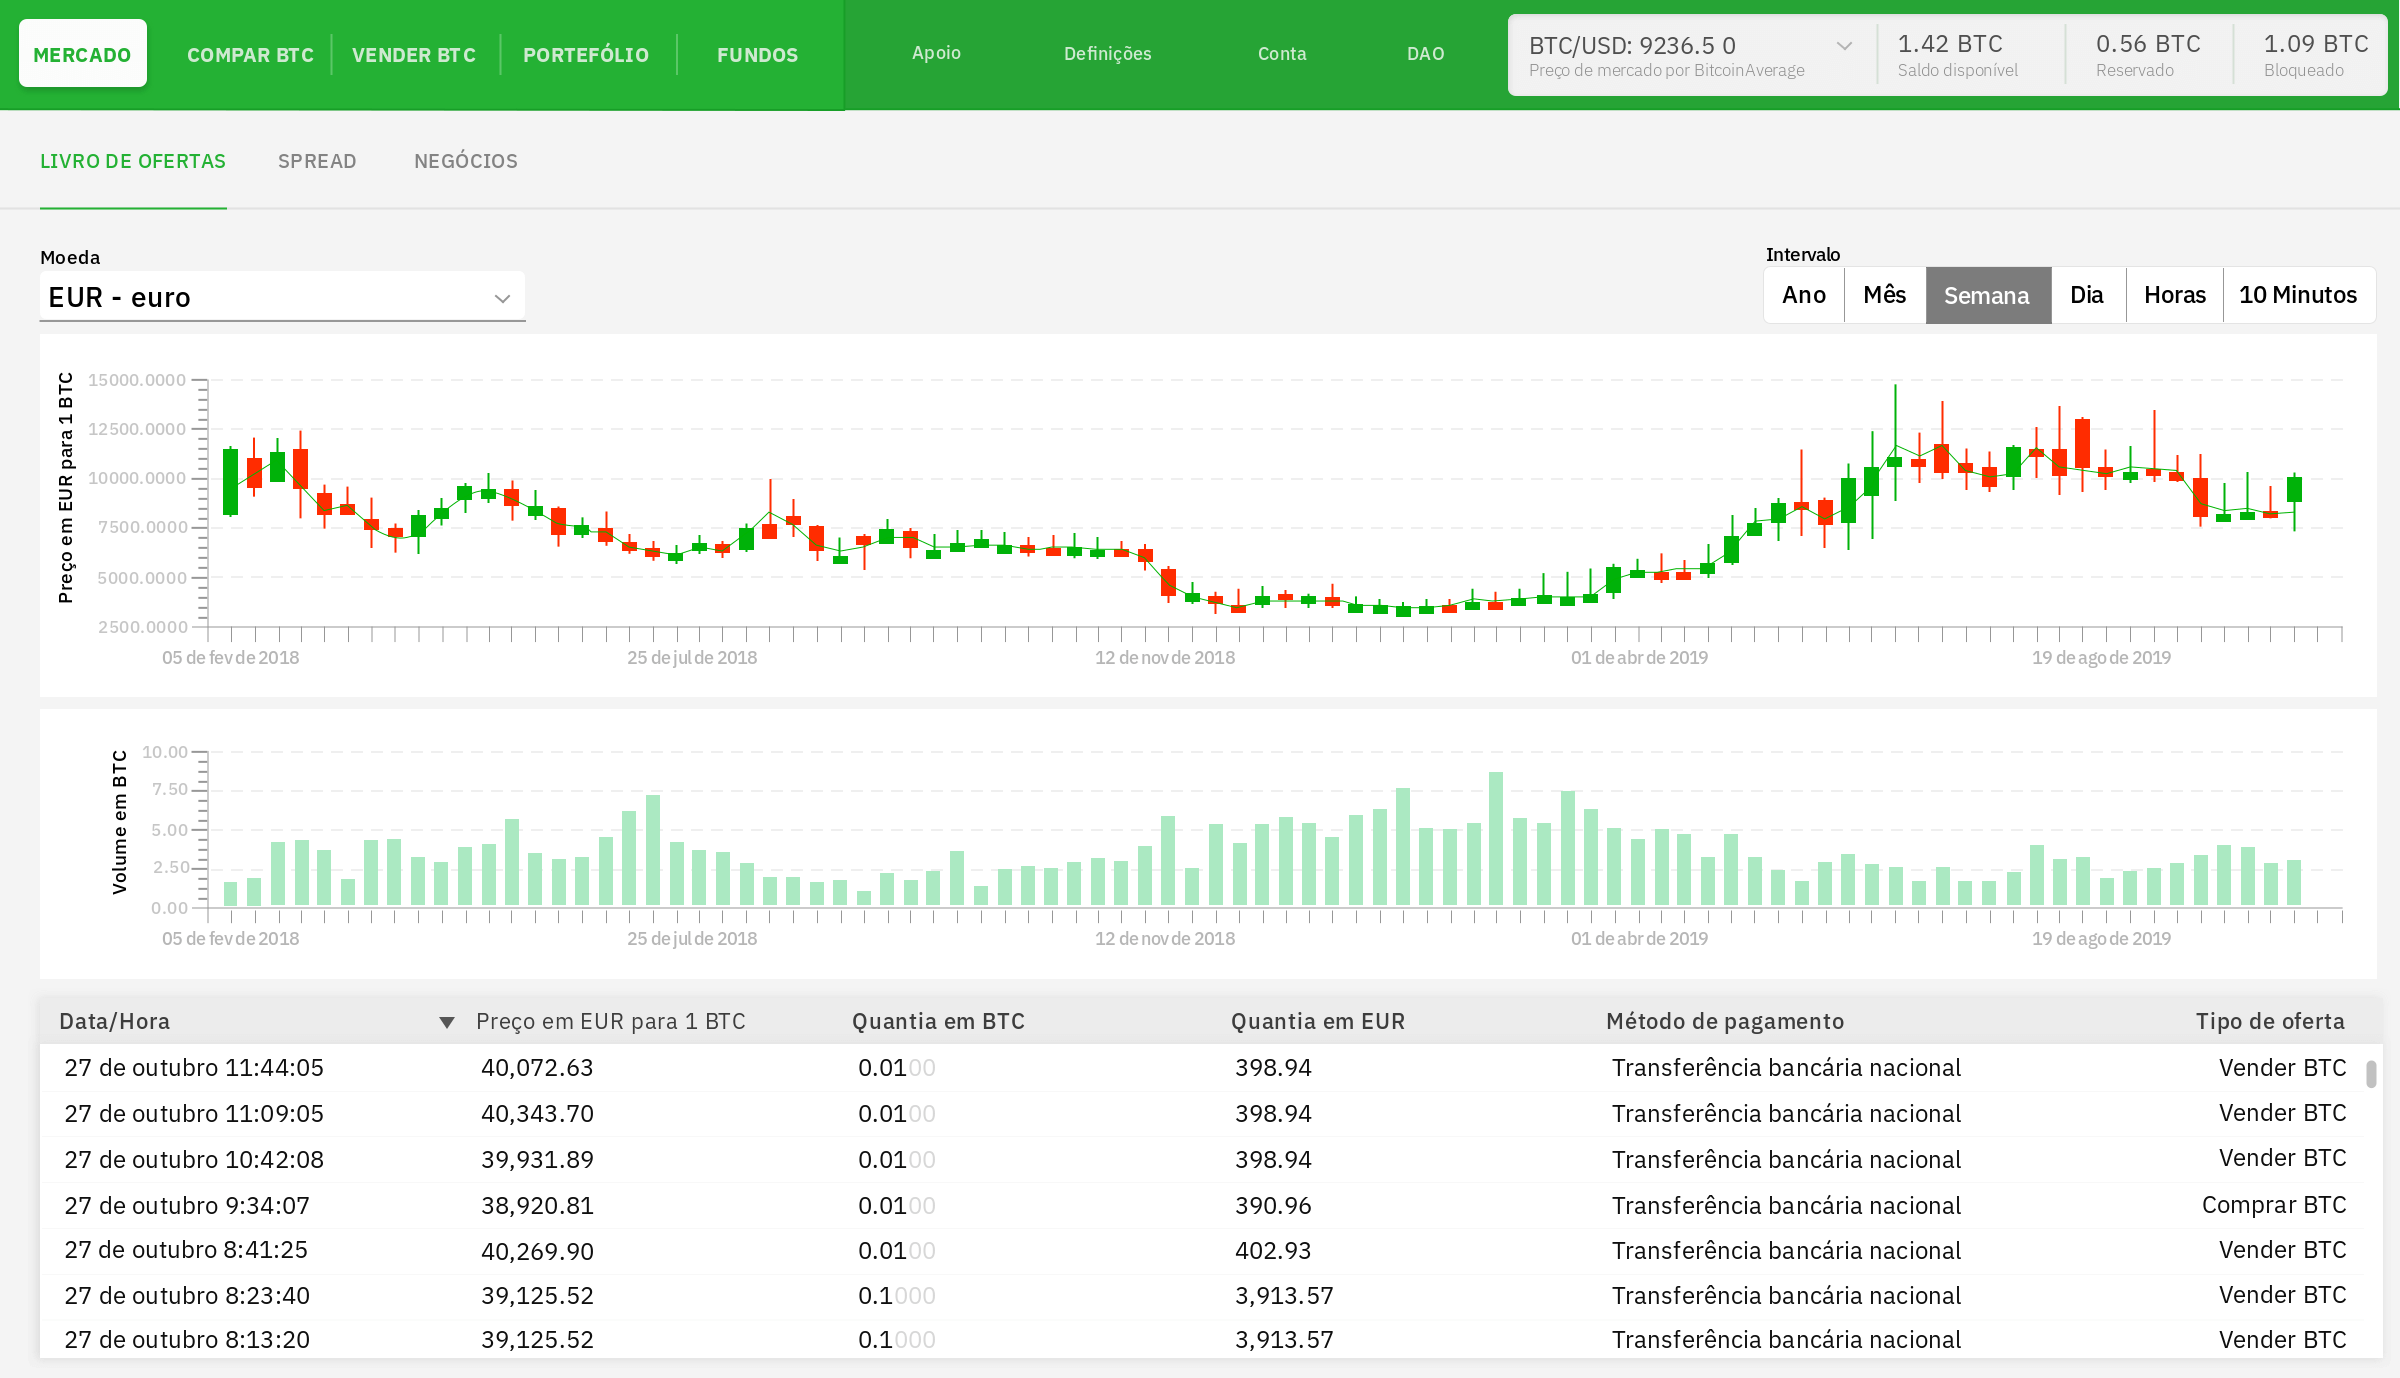 MERCADO COMPAR BTC VENDER BTC PORTEFÓLIO FUNDOS Apoio Definições Conta DAO
BTC/USD: 9236.5 0 1.42 BTC 0.56 BTC 1.09 BTC
Preço de mercado por BitcoinAverage Saldo disponível Reservado Bloqueado
LIVRO DE OFERTAS SPREAD NEGÓCIOS
Moeda
EUR - euro
Intervalo
Ano Mês Semana Dia Horas 10 Minutos
Preço em EUR para 1 BTC
15000.0000
12500.0000
10000.0000
7500.0000
5000.0000
2500.0000
05 de fev de 2018 25 de jul de 2018 12 de nov de 2018 01 de abr de 2019 19 de ago de 2019
Volume em BTC
10.00
7.50
5.00
2.50
0.00
05 de fev de 2018 25 de jul de 2018 12 de nov de 2018 01 de abr de 2019 19 de ago de 2019
Data/Hora ▼ Preço em EUR para 1 BTC Quantia em BTC Quantia em EUR Método de pagamento Tipo de oferta
27 de outubro 11:44:05 40,072.63 0.0100 398.94 Transferência bancária nacional Vender BTC
27 de outubro 11:09:05 40,343.70 0.0100 398.94 Transferência bancária nacional Vender BTC
27 de outubro 10:42:08 39,931.89 0.0100 398.94 Transferência bancária nacional Vender BTC
27 de outubro 9:34:07 38,920.81 0.0100 390.96 Transferência bancária nacional Comprar BTC
27 de outubro 8:41:25 40,269.90 0.0100 402.93 Transferência bancária nacional Vender BTC
27 de outubro 8:23:40 39,125.52 0.1000 3,913.57 Transferência bancária nacional Vender BTC
27 de outubro 8:13:20 39,125.52 0.1000 3,913.57 Transferência bancária nacional Vender BTC